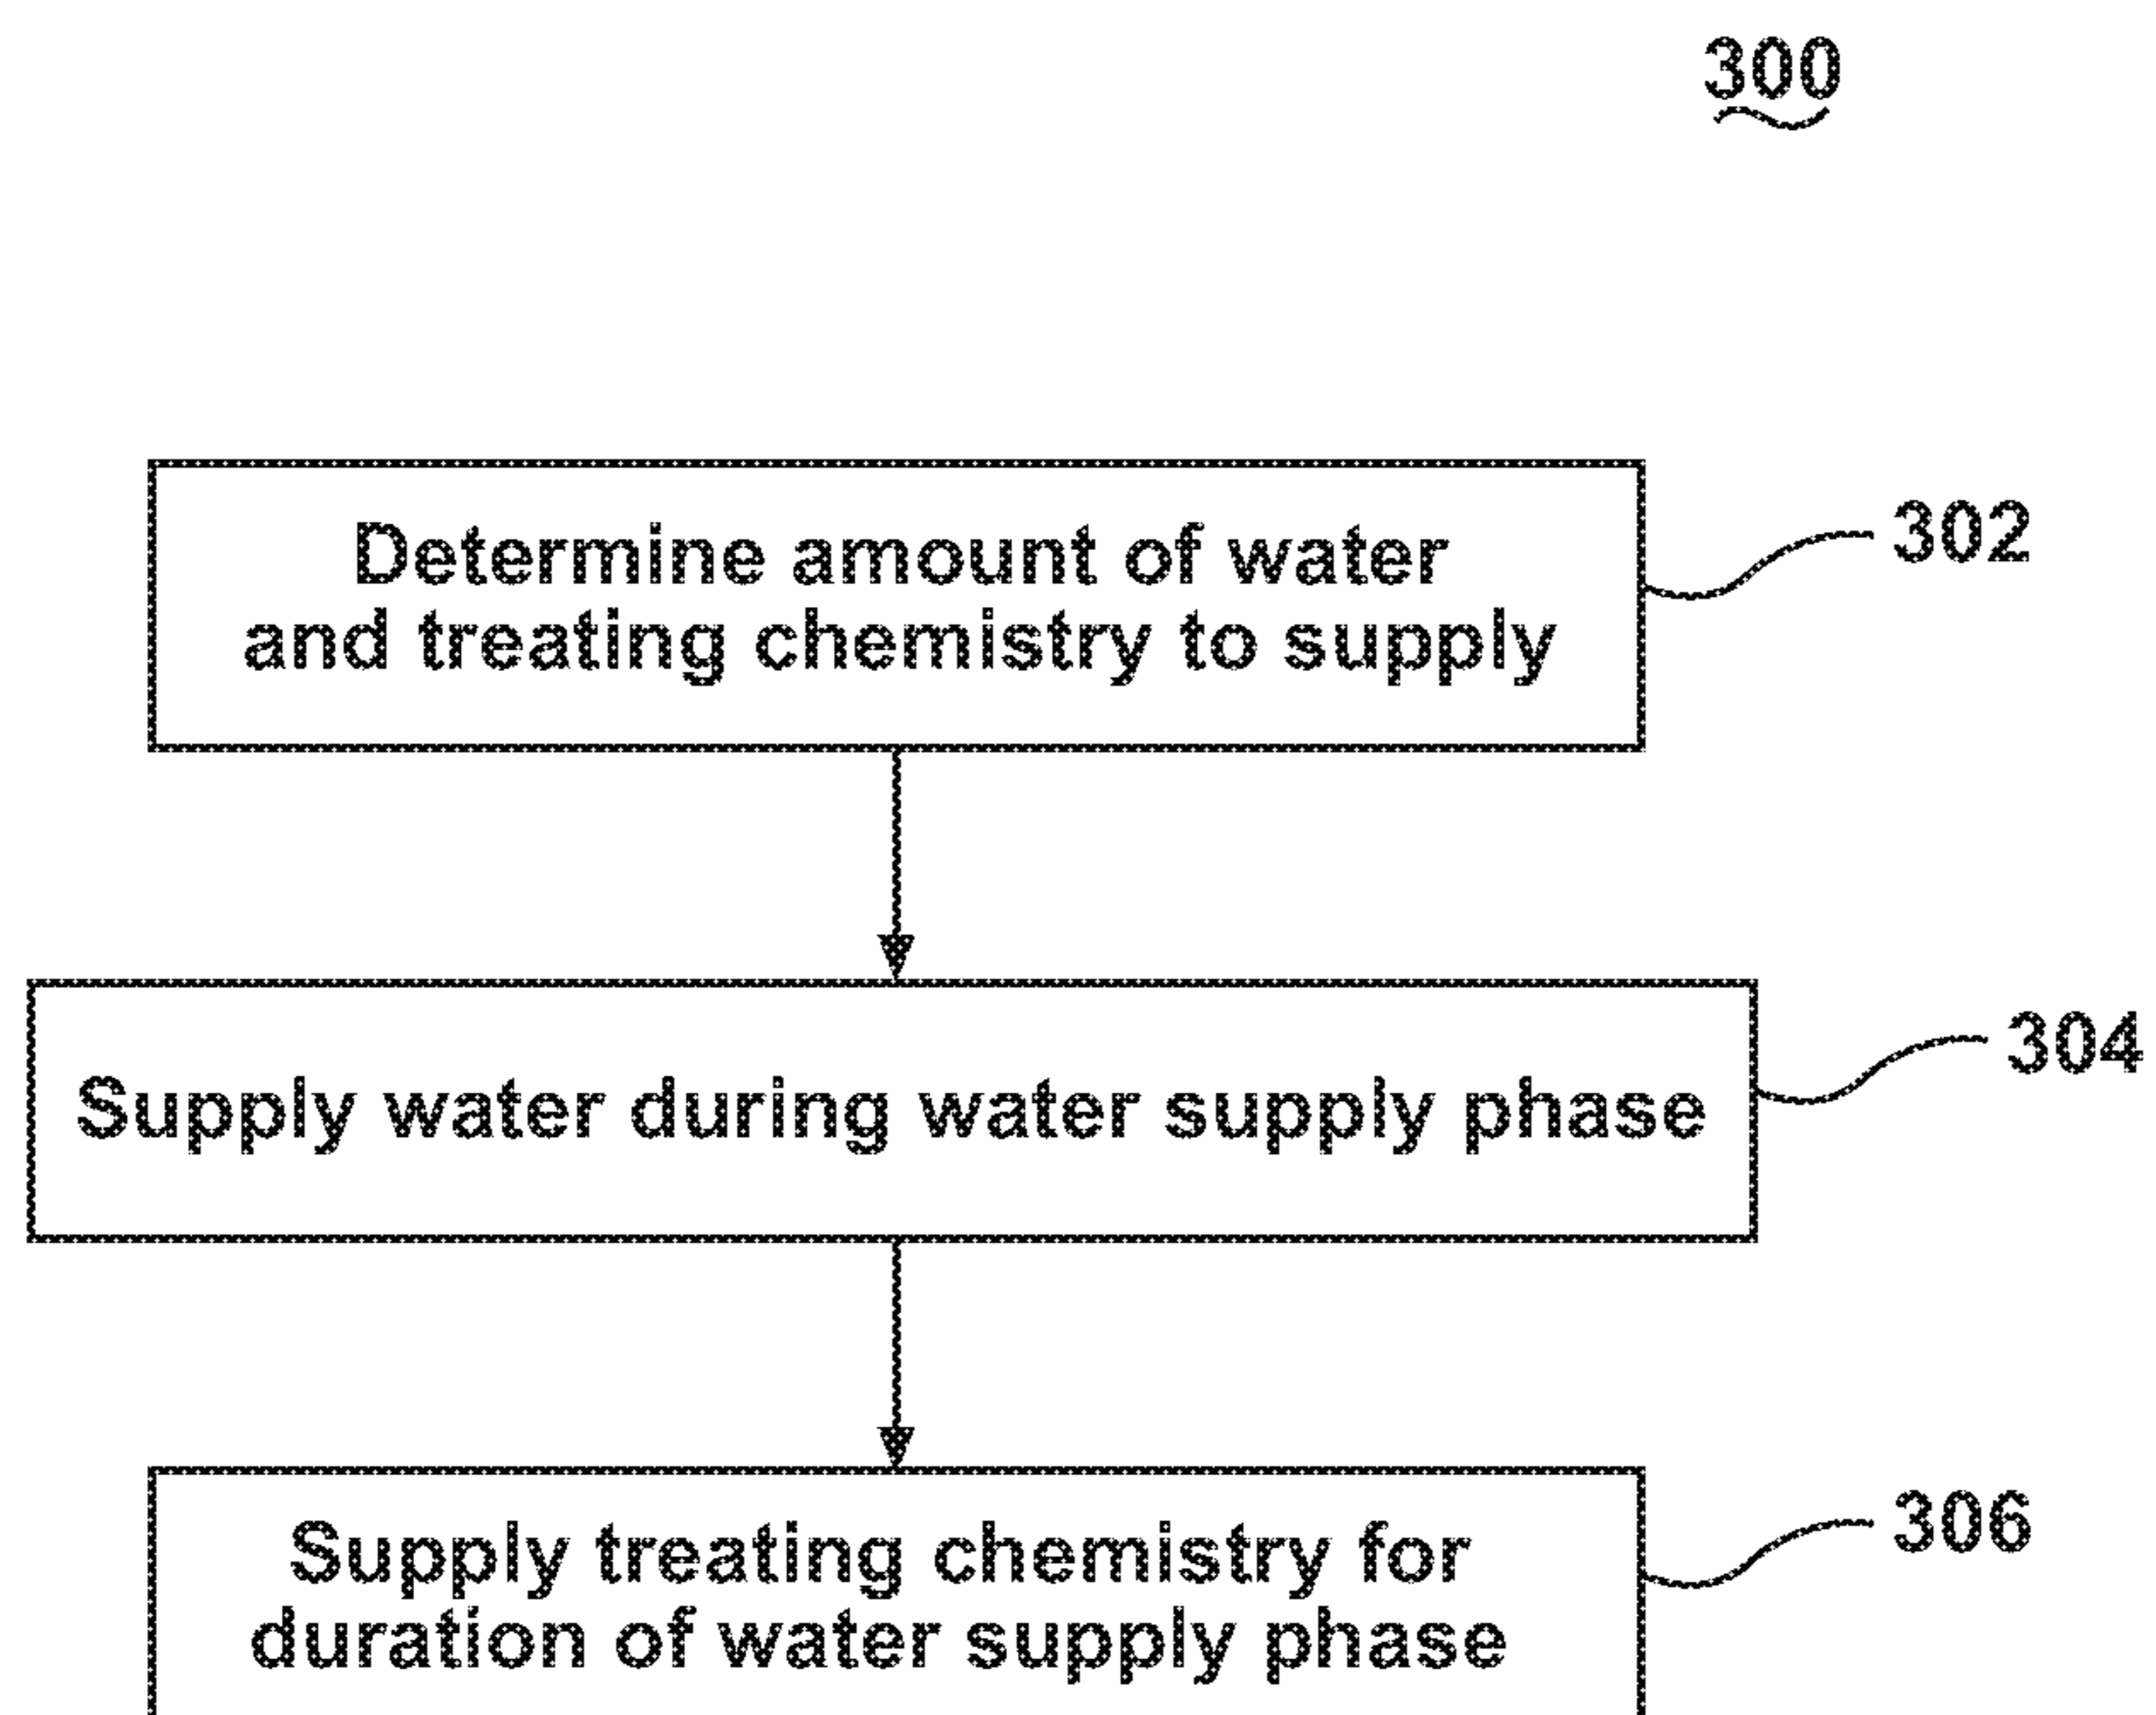 300
Determine amount of water
and treating chemistry to supply
302
Supply water during water supply phase
304
Supply treating chemistry for
duration of water supply phase
306